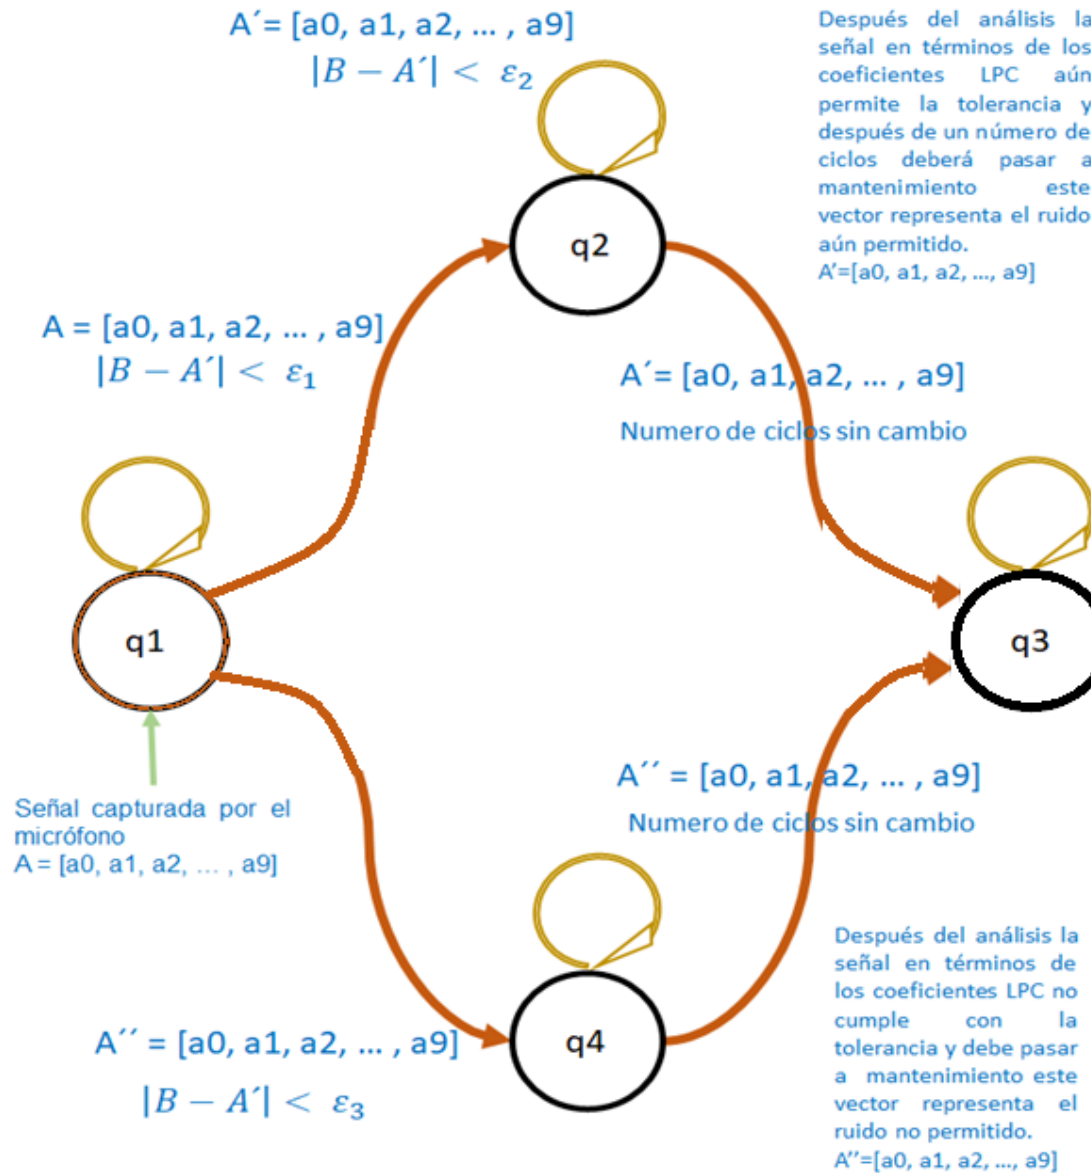 A´= [a0, a1, a2, ... , a9]
|B − A´| < ε₂
Después del análisis la
señal en términos de los
coeficientes LPC aún
permite la tolerancia y
después de un número de
ciclos deberá pasar a
mantenimiento este
vector representa el ruido
aún permitido.
A’=[a0, a1, a2, ..., a9]
q2
A = [a0, a1, a2, ... , a9]
|B − A´| < ε₁
A´= [a0, a1, a2, ... , a9]
Numero de ciclos sin cambio
q1
q3
Señal capturada por el
micrófono
A = [a0, a1, a2, ... , a9]
A´´ = [a0, a1, a2, ... , a9]
Numero de ciclos sin cambio
q4
A´´ = [a0, a1, a2, ... , a9]
|B − A´| < ε₃
Después del análisis la
señal en términos de
los coeficientes LPC no
cumple con la
tolerancia y debe pasar
a mantenimiento este
vector representa el
ruido no permitido.
A’’=[a0, a1, a2, ..., a9]